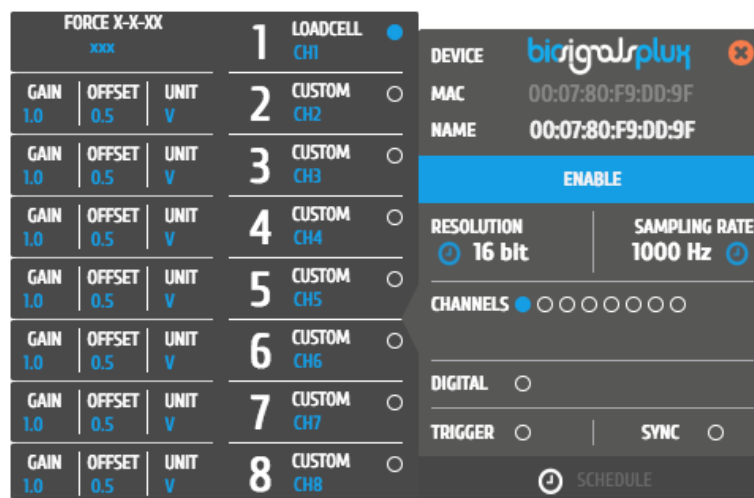 FORCE X-X-XX
xxx
1 LOADCELL
CH1
GAIN OFFSET UNIT
1.0 0.5 V
2 CUSTOM
CH2
GAIN OFFSET UNIT
1.0 0.5 V
3 CUSTOM
CH3
GAIN OFFSET UNIT
1.0 0.5 V
4 CUSTOM
CH4
GAIN OFFSET UNIT
1.0 0.5 V
5 CUSTOM
CH5
GAIN OFFSET UNIT
1.0 0.5 V
6 CUSTOM
CH6
GAIN OFFSET UNIT
1.0 0.5 V
7 CUSTOM
CH7
GAIN OFFSET UNIT
1.0 0.5 V
8 CUSTOM
CH8
DEVICE biosignalsplux
MAC 00:07:80:F9:DD:9F
NAME 00:07:80:F9:DD:9F
ENABLE
RESOLUTION SAMPLING RATE
16 bit 1000 Hz
CHANNELS
DIGITAL
TRIGGER SYNC
SCHEDULE